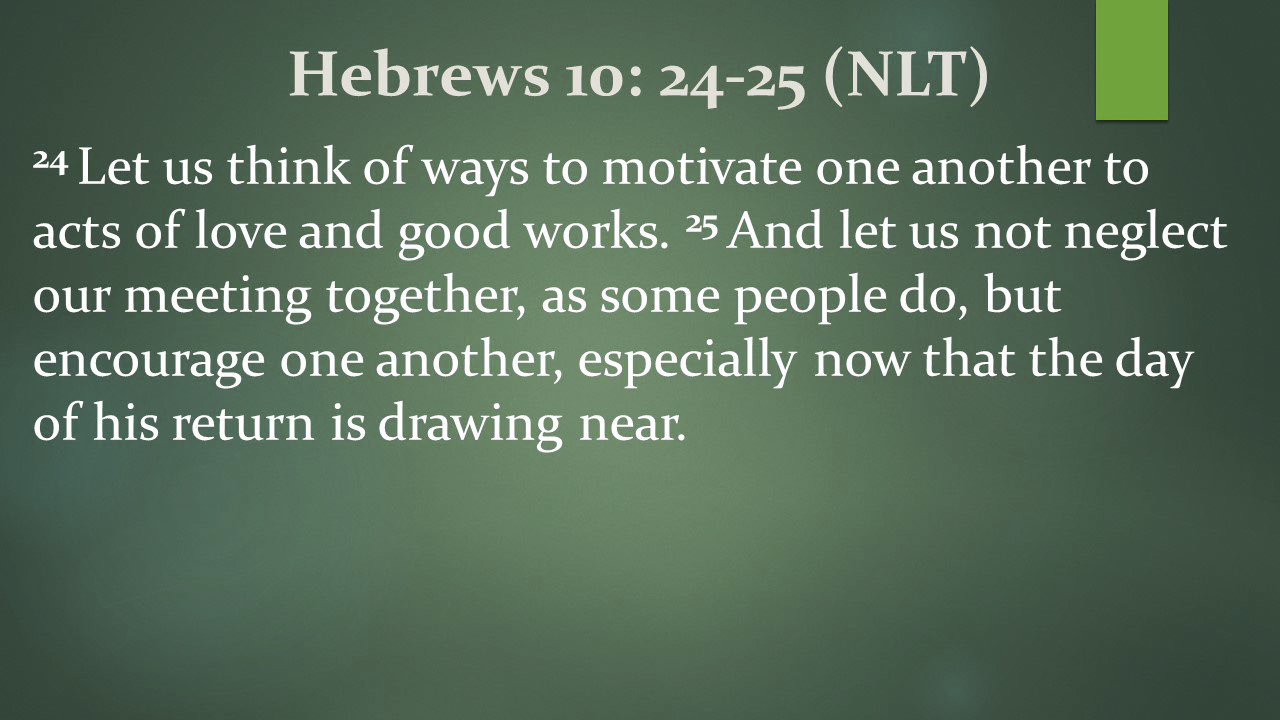 Hebrews 10: 24-25 (NLT)
24 Let us think of ways to motivate one another to
acts of love and good works. 25 And let us not neglect
our meeting together, as some people do, but
encourage one another, especially now that the day
of his return is drawing near.